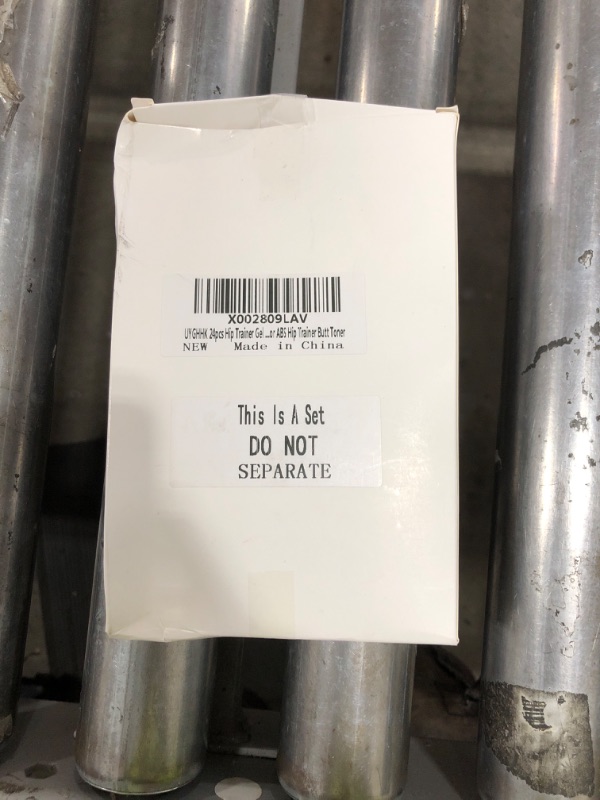 X002809LAV
UYGHHK 24pcs Hip Trainer Gel ...or ABS Hip Trainer Butt Toner
NEW Made in China
This Is A Set
DO NOT
SEPARATE